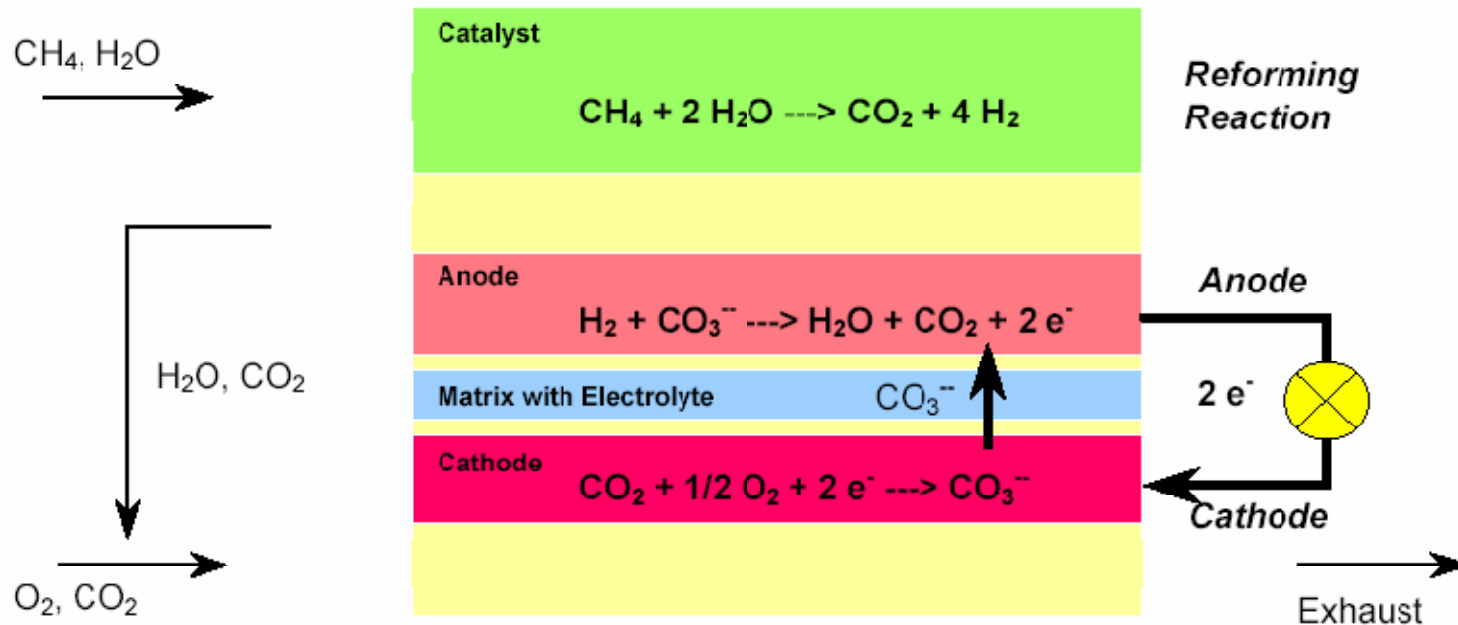 Catalyst
CH₄, H₂O
CH₄ + 2 H₂O ---> CO₂ + 4 H₂
Reforming
Reaction
Anode
H₂ + CO₃⁻⁻ ---> H₂O + CO₂ + 2 e⁻
Anode
H₂O, CO₂
Matrix with Electrolyte
CO₃⁻⁻
2 e⁻
Cathode
CO₂ + 1/2 O₂ + 2 e⁻ ---> CO₃⁻⁻
Cathode
O₂, CO₂
Exhaust